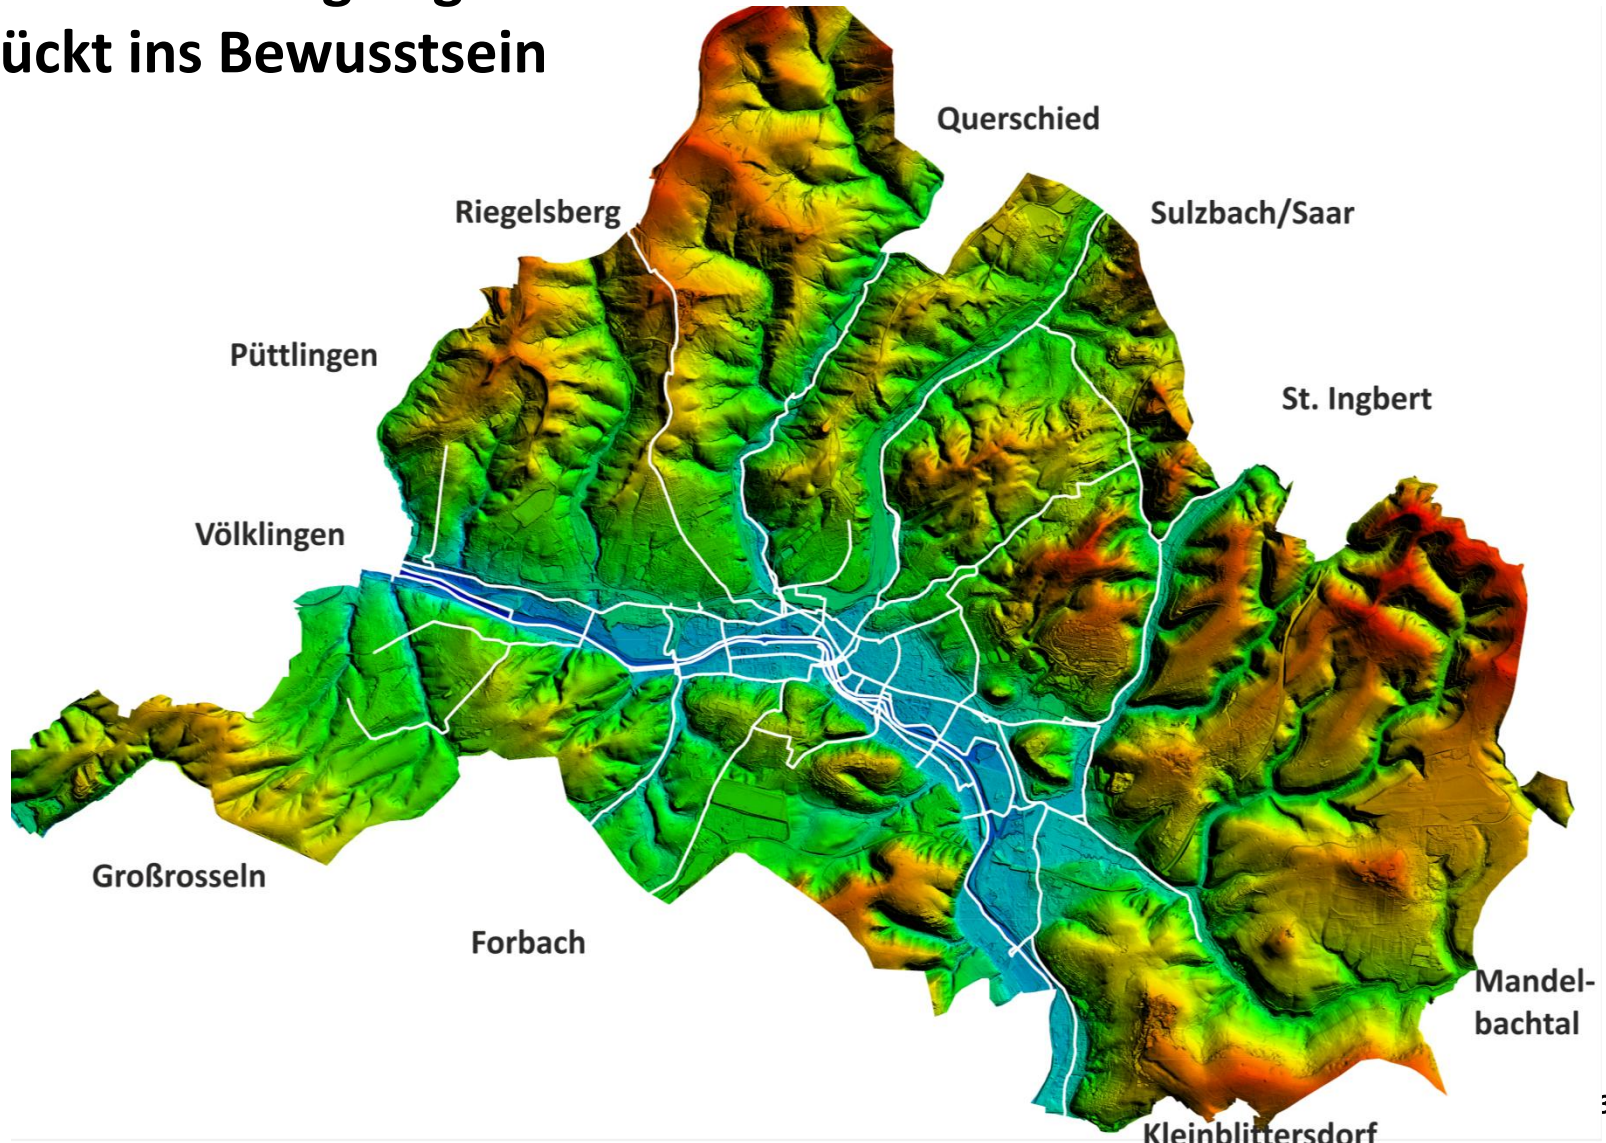 ückt ins Bewusstsein
Querschied
Riegelsberg
Sulzbach/Saar
Püttlingen
St. Ingbert
Völklingen
Großrosseln
Forbach
Mandel-
bachtal
Kleinblittersdorf